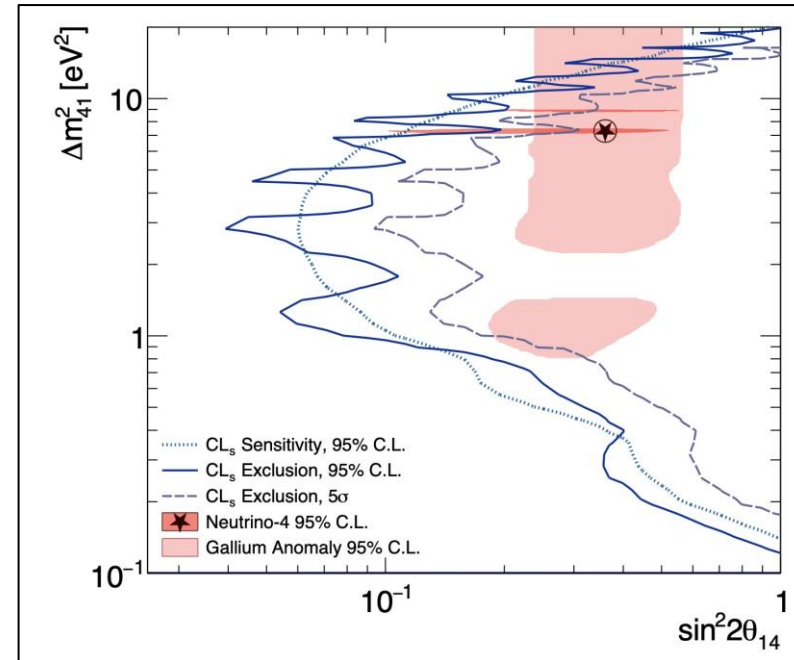 Δm²₄₁ [eV²]
10
1
10⁻¹
CLₛ Sensitivity, 95% C.L.
CLₛ Exclusion, 95% C.L.
CLₛ Exclusion, 5σ
Neutrino-4 95% C.L.
Gallium Anomaly 95% C.L.
10⁻¹ 1
sin²2θ₁₄